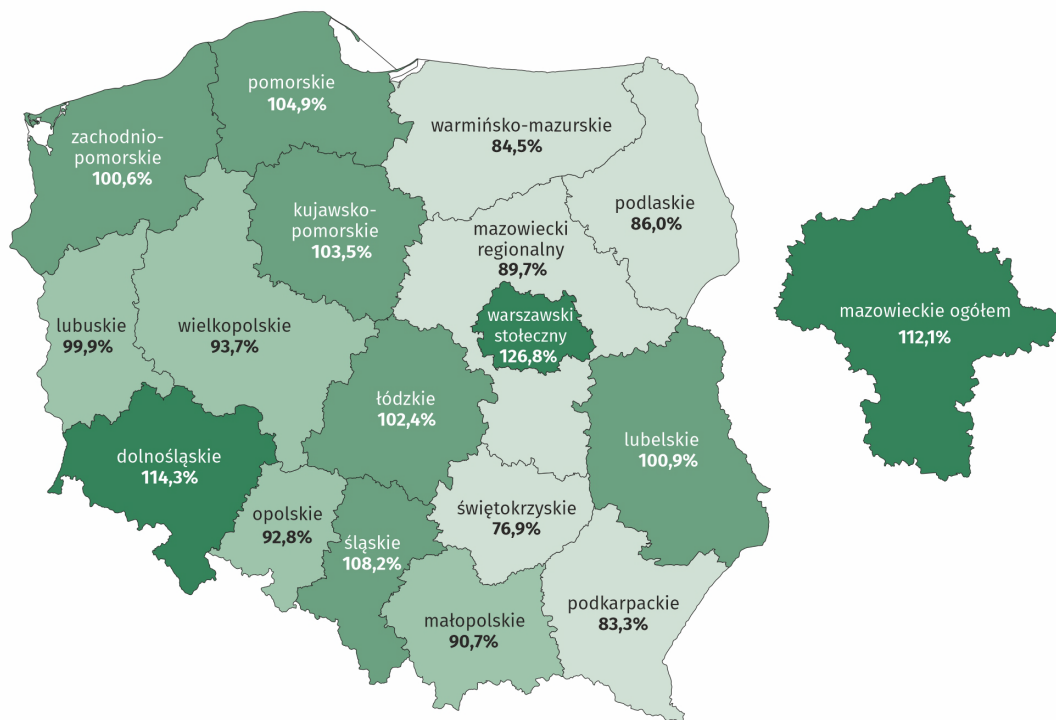 pomorskie
104,9%
zachodnio-
pomorskie
100,6%
warmińsko-mazurskie
84,5%
podlaskie
86,0%
kujawsko-
pomorskie
103,5%
mazowiecki
regionalny
89,7%
warszawski
stołeczny
126,8%
lubuskie
99,9%
wielkopolskie
93,7%
łódzkie
102,4%
lubelskie
100,9%
dolnośląskie
114,3%
opolskie
92,8%
śląskie
108,2%
świętokrzyskie
76,9%
małopolskie
90,7%
podkarpackie
83,3%
mazowieckie ogółem
112,1%